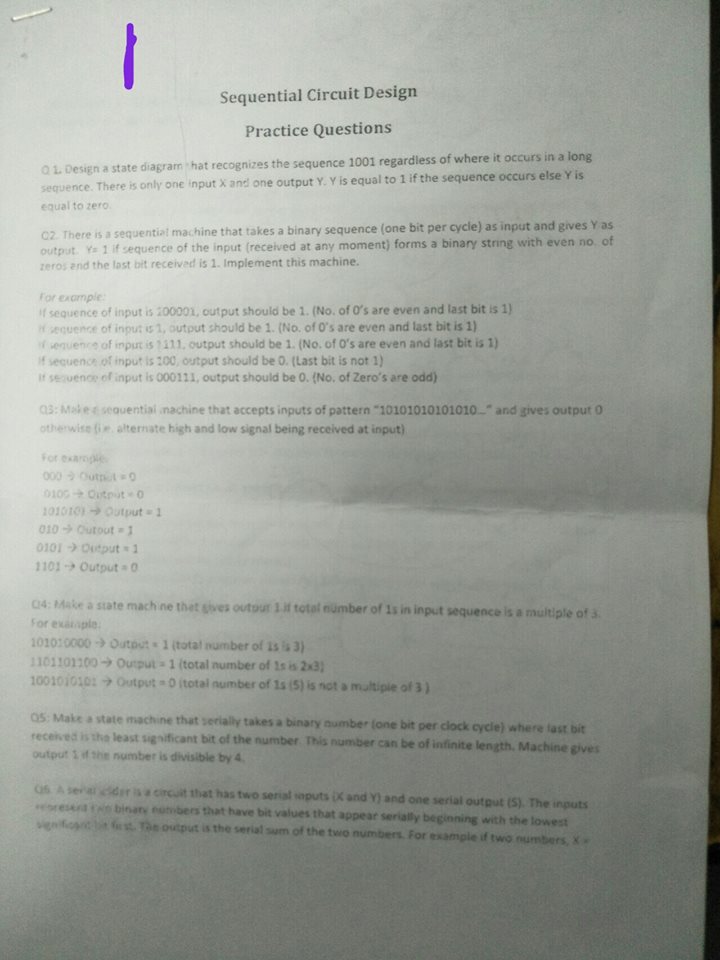 Sequential Circuit Design
Practice Questions
Q 1. Design a state diagram hat recognizes the sequence 1001 regardless of where it occurs in a long
sequence. There is only one input X and one output Y. Y is equal to 1 if the sequence occurs else Y is
equal to zero.
Q2. There is a sequential machine that takes a binary sequence (one bit per cycle) as input and gives Y as
output. Y= 1 if sequence of the input (received at any moment) forms a binary string with even no. of
zeros and the last bit received is 1. Implement this machine.
For example:
If sequence of input is 100001, output should be 1. (No. of 0's are even and last bit is 1)
If sequence of input is 1, output should be 1. (No. of 0's are even and last bit is 1)
If sequence of input is 1111, output should be 1. (No. of 0's are even and last bit is 1)
If sequence of input is 100, output should be 0. (Last bit is not 1)
If sequence of input is 000111, output should be 0. (No. of Zero's are odd)
Q3: Make a sequential machine that accepts inputs of pattern "10101010101010..." and gives output 0
otherwise (i.e. alternate high and low signal being received at input)
For example:
000 → Output = 0
0100 → Output = 0
1010101 → Output = 1
010 → Output = 1
0101 → Output = 1
1101 → Output = 0
Q4: Make a state machine that gives output 1 if total number of 1s in input sequence is a multiple of 3.
For example:
101010000 → Output = 1 (total number of 1s is 3)
1101101100 → Output = 1 (total number of 1s is 2x3)
1001010101 → Output = 0 (total number of 1s (5) is not a multiple of 3 )
Q5: Make a state machine that serially takes a binary number (one bit per clock cycle) where last bit
received is the least significant bit of the number. This number can be of infinite length. Machine gives
output 1 if the number is divisible by 4.
Q6. A serial adder is a circuit that has two serial inputs (X and Y) and one serial output (S). The inputs
represent two binary numbers that have bit values that appear serially beginning with the lowest
significant bit first. The output is the serial sum of the two numbers. For example if two numbers, X =